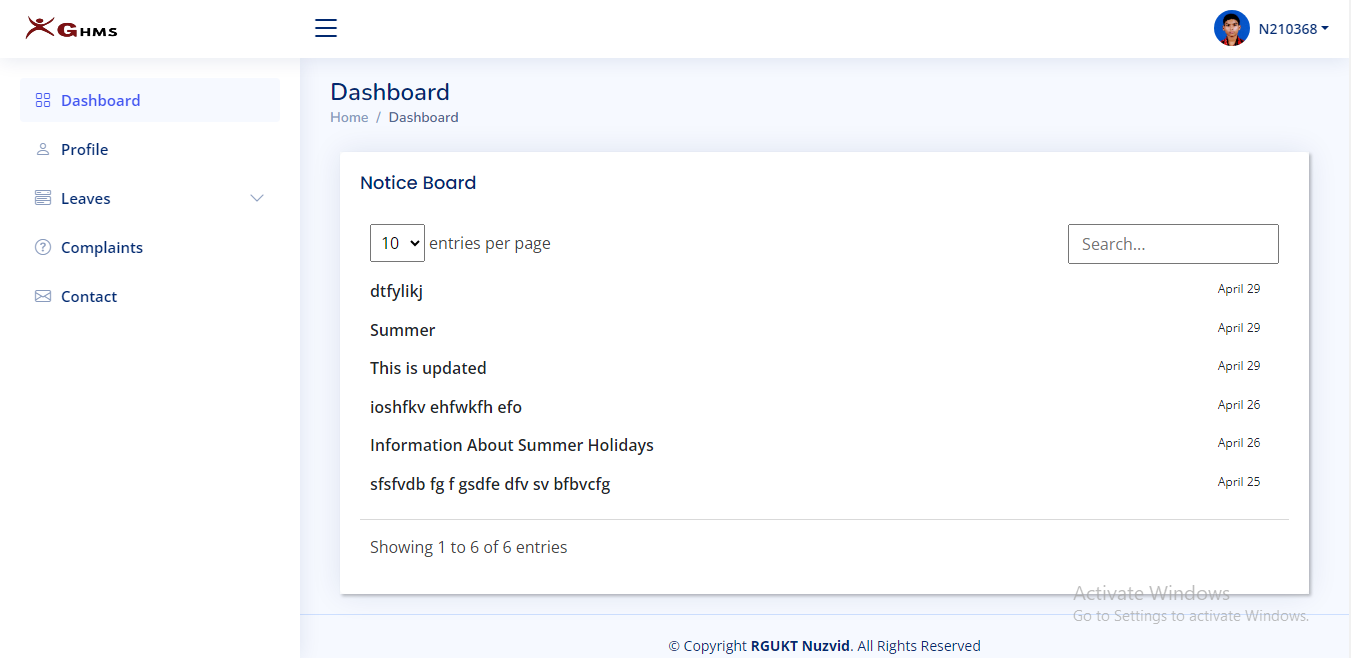 GHMS
N210368
Dashboard
Profile
Leaves
Complaints
Contact
Dashboard
Home / Dashboard
Notice Board
10 entries per page
Search...
dtfylikj April 29
Summer April 29
This is updated April 29
ioshfkv ehfwkfh efo April 26
Information About Summer Holidays April 26
sfsfvdb fg f gsdfe dfv sv bfbvcfg April 25
Showing 1 to 6 of 6 entries
Activate Windows
Go to Settings to activate Windows.
© Copyright RGUKT Nuzvid. All Rights Reserved